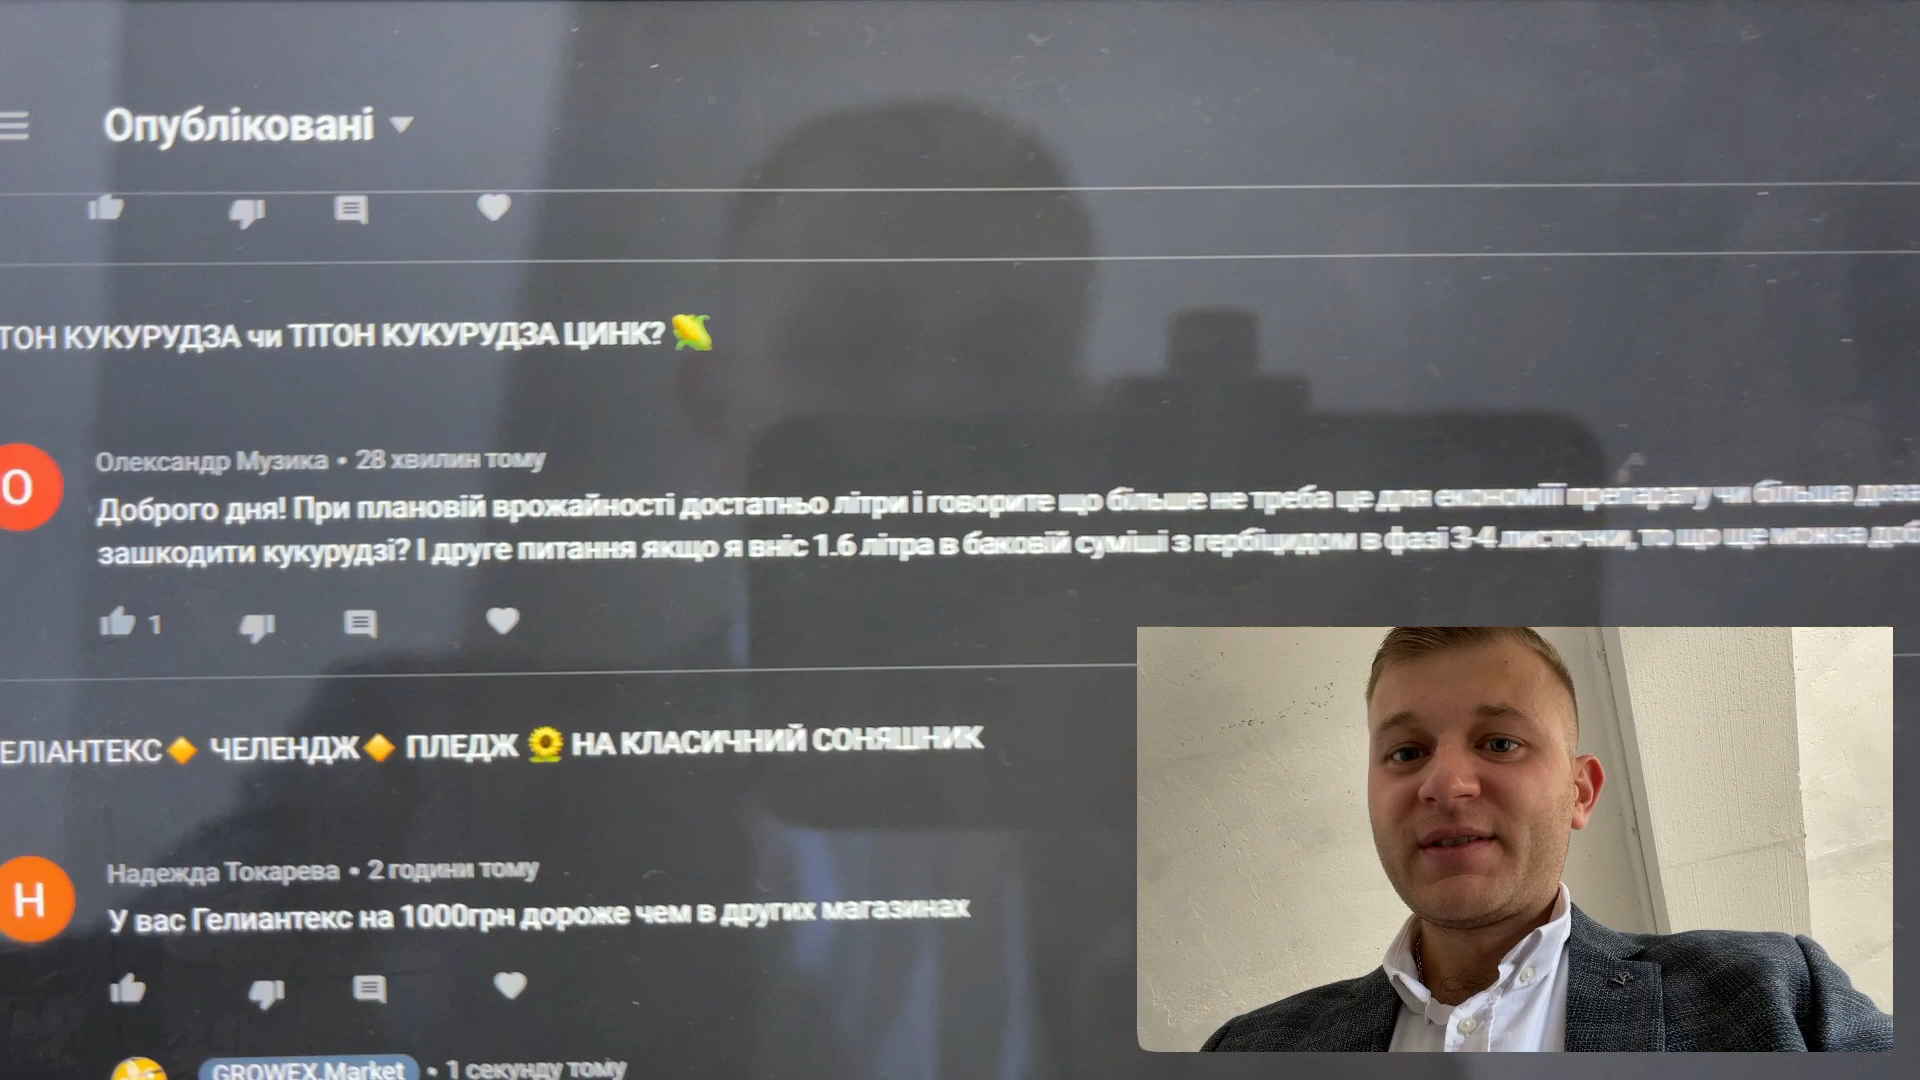 Опубліковані
ТОН КУКУРУДЗА чи ТІТОН КУКУРУДЗА ЦИНК? 🌽
О
Олександр Музика • 28 хвилин тому
Доброго дня! При плановій врожайності достатньо літри і говорите що більше не треба це для економії препарату чи більша доза
зашкодити кукурудзі? І друге питання якщо я вніс 1.6 літра в баковій суміші з гербіцидом в фазі 3-4 листочки, то що ще можна доб
1
ЕЛІАНТЕКС🔶 ЧЕЛЕНДЖ🔶 ПЛЕДЖ 🌻 НА КЛАСИЧНИЙ СОНЯШНИК
Н
Надежда Токарева • 2 години тому
У вас Гелиантекс на 1000грн дороже чем в других магазинах
GROWEX.Market • 1 секунду тому